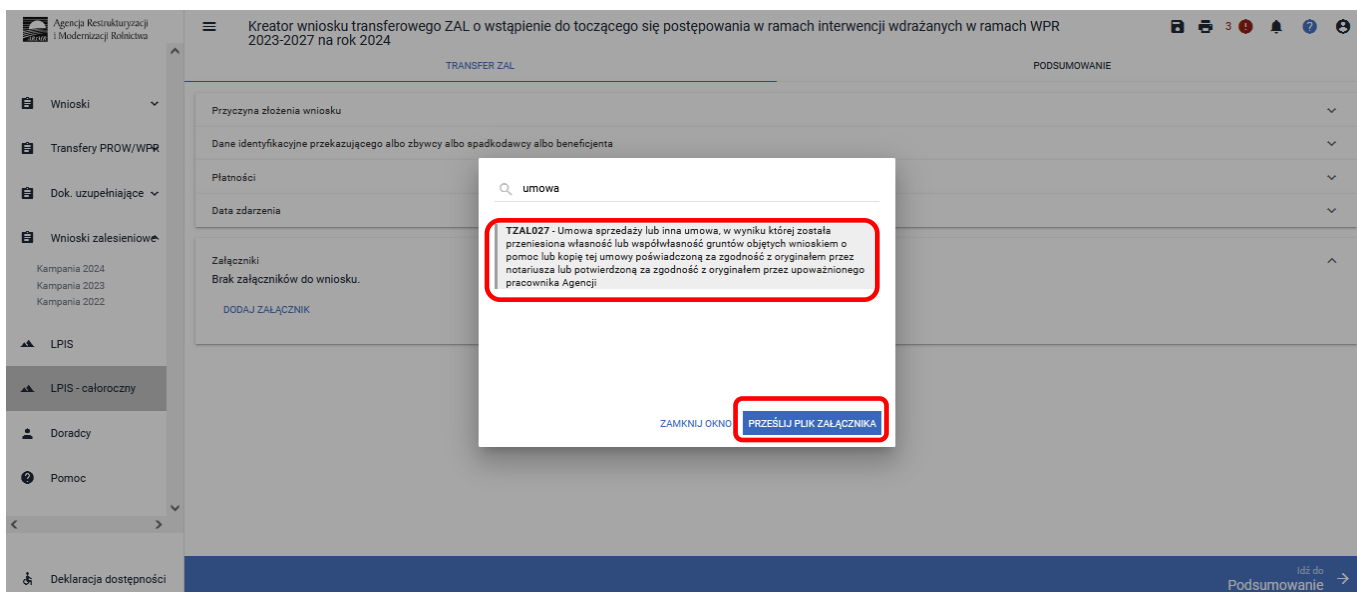 Agencja Restrukturyzacji
i Modernizacji Rolnictwa
ARiMR
Kreator wniosku transferowego ZAL o wstąpienie do toczącego się postępowania w ramach interwencji wdrażanych w ramach WPR
2023-2027 na rok 2024
3
TRANSFER ZAL
PODSUMOWANIE
Wnioski
Transfery PROW/WPR
Dok. uzupełniające
Wnioski zalesieniowe
Kampania 2024
Kampania 2023
Kampania 2022
LPIS
LPIS - całoroczny
Doradcy
Pomoc
Deklaracja dostępności
Przyczyna złożenia wniosku
Dane identyfikacyjne przekazującego albo zbywcy albo spadkodawcy albo beneficjenta
Płatności
Data zdarzenia
Załączniki
Brak załączników do wniosku.
DODAJ ZAŁĄCZNIK
umowa
TZAL027 - Umowa sprzedaży lub inna umowa, w wyniku której została
przeniesiona własność lub współwłasność gruntów objętych wnioskiem o
pomoc lub kopię tej umowy poświadczoną za zgodność z oryginałem przez
notariusza lub potwierdzoną za zgodność z oryginałem przez upoważnionego
pracownika Agencji
ZAMKNIJ OKNO
PRZEŚLIJ PLIK ZAŁĄCZNIKA
Idź do
Podsumowanie